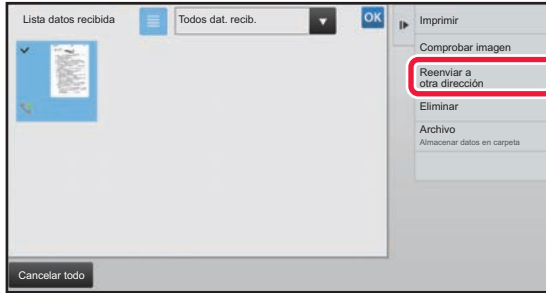 Lista datos recibida
Todos dat. recib.
OK
Imprimir
Comprobar imagen
Reenviar a
otra dirección
Eliminar
Archivo
Almacenar datos en carpeta
Cancelar todo